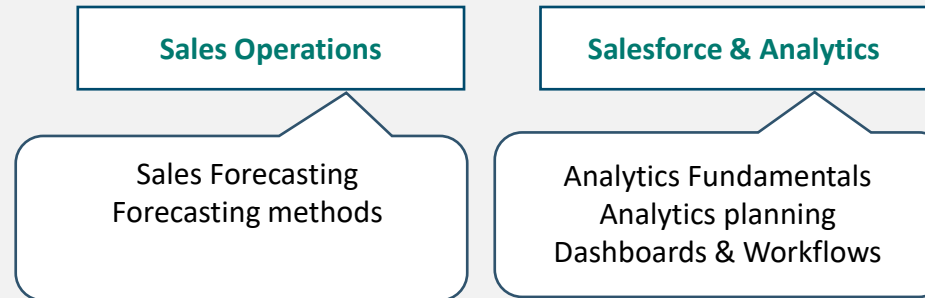 Sales Operations
Salesforce & Analytics
Sales Forecasting
Forecasting methods
Analytics Fundamentals
Analytics planning
Dashboards & Workflows